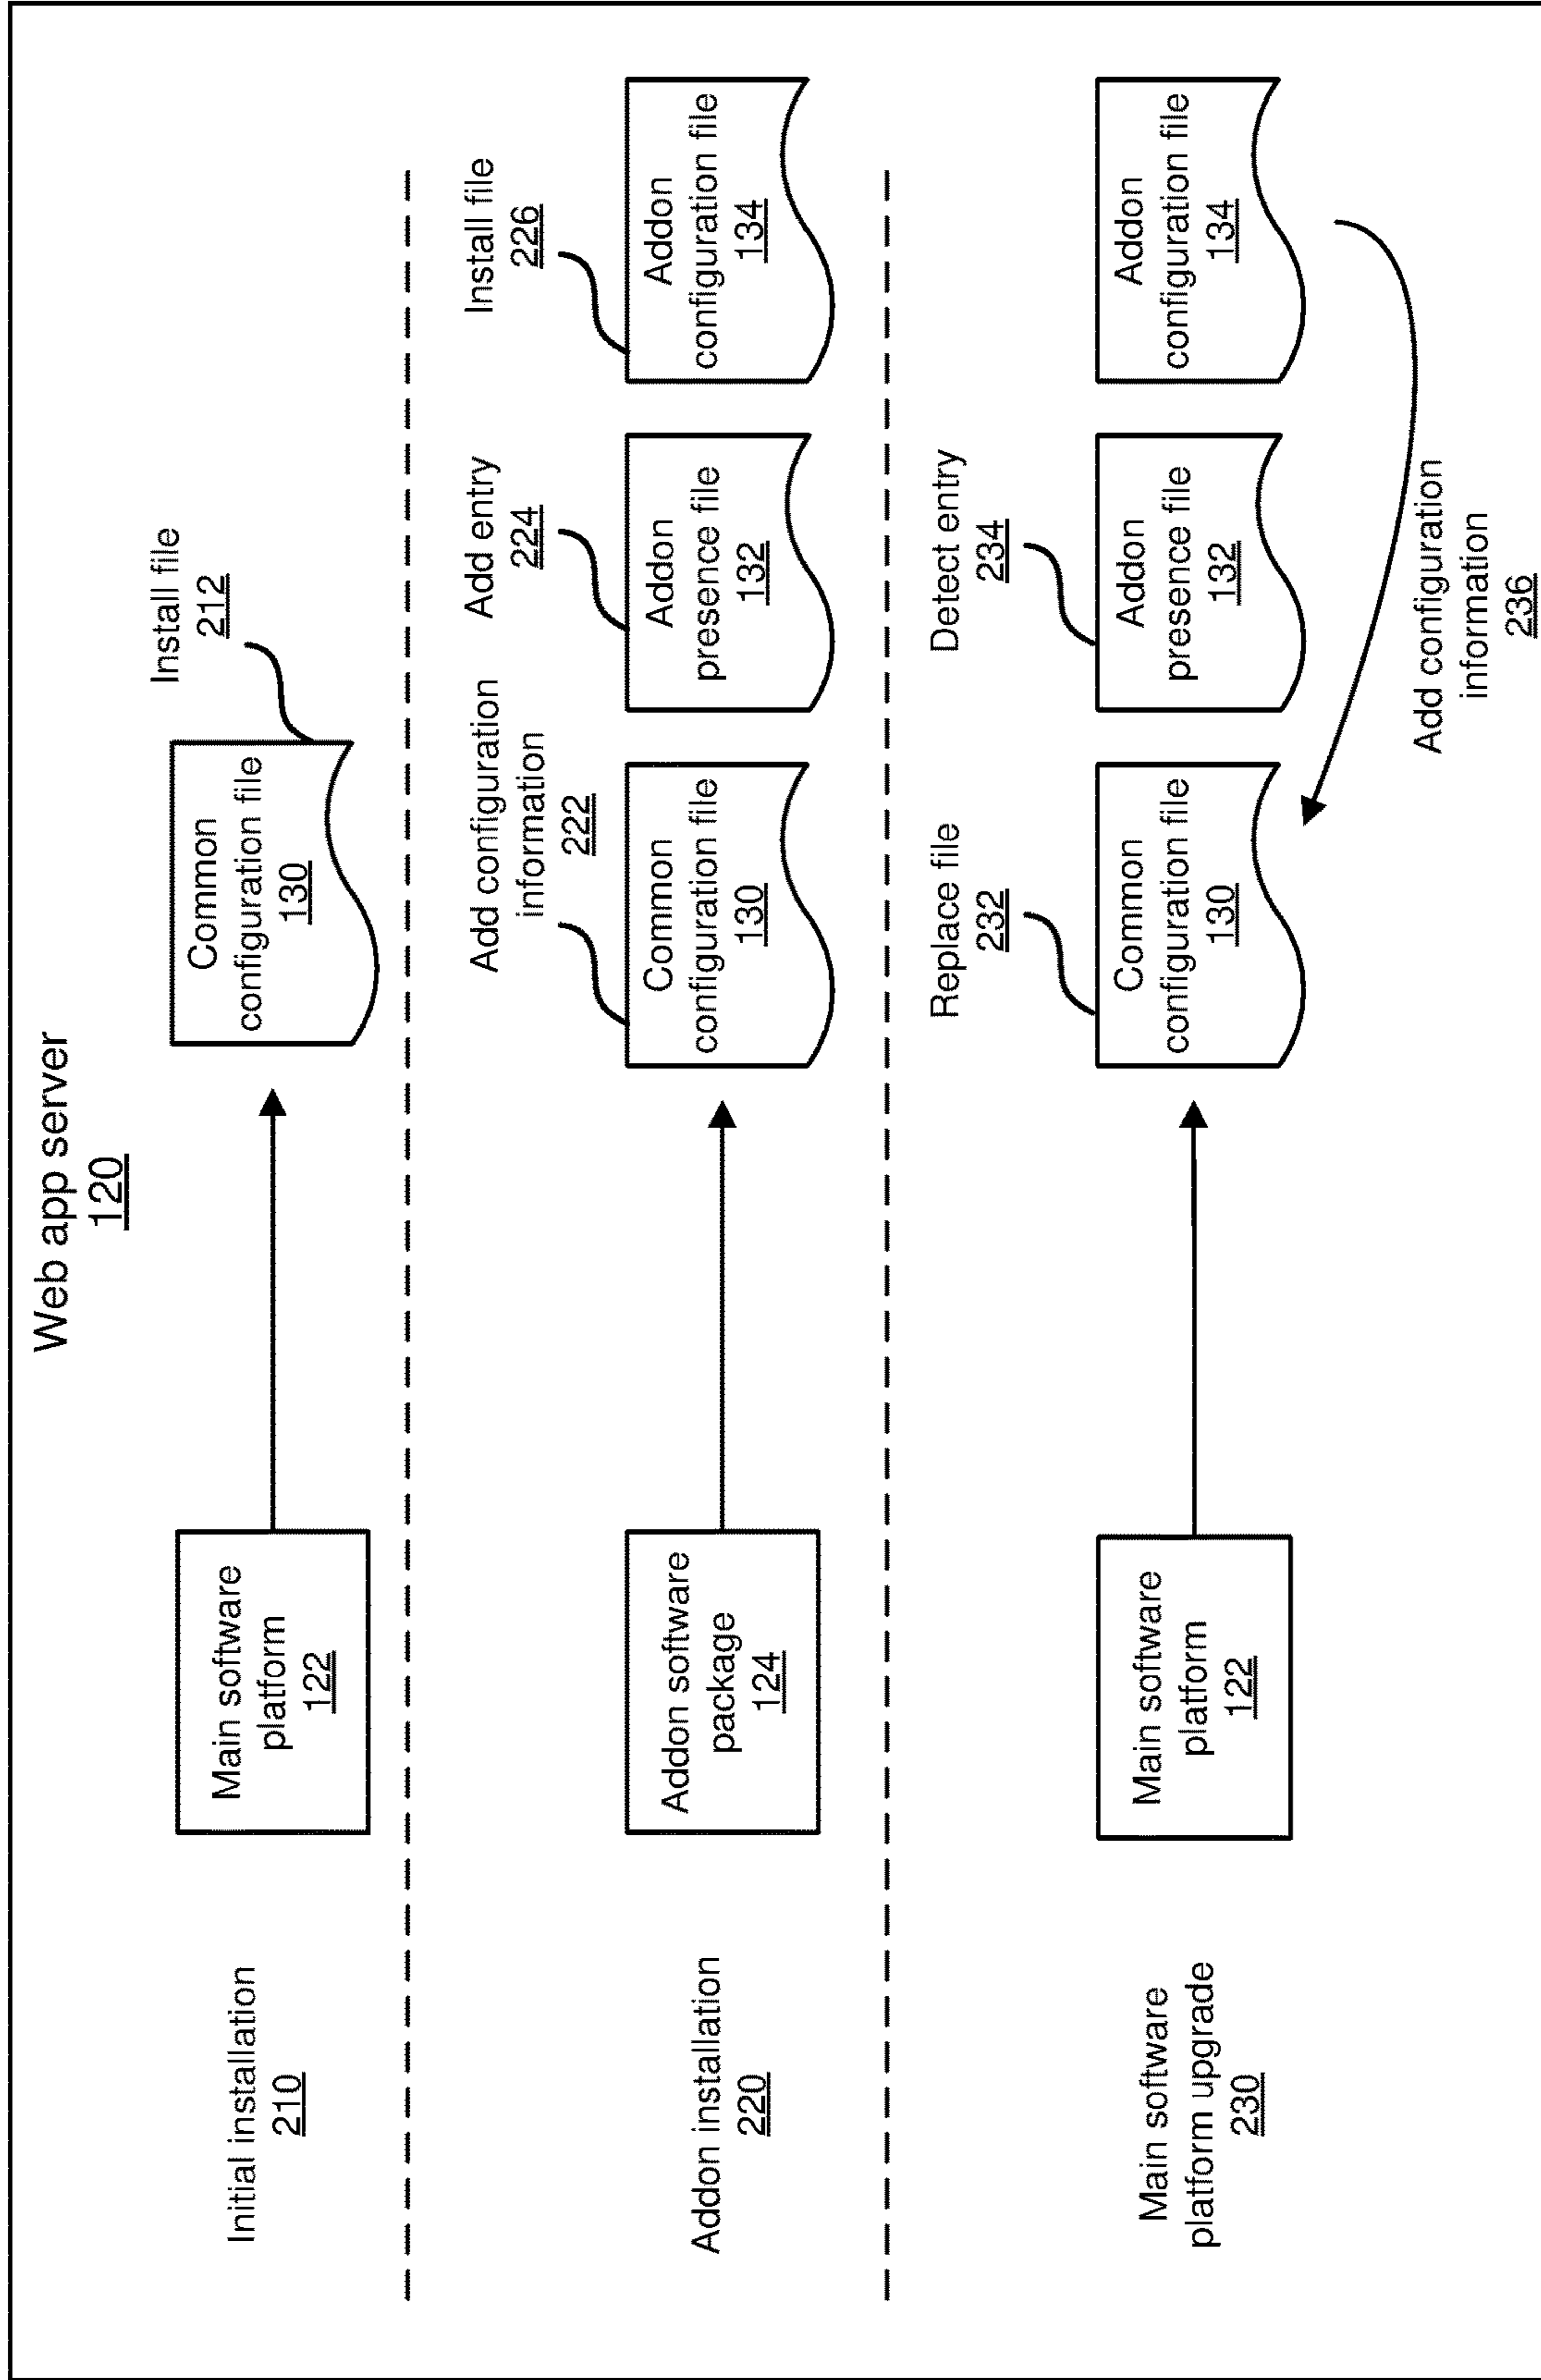 Web app server
120
Initial installation
210
Main software
platform
122
Common
configuration file
130
Install file
212
Addon installation
220
Addon software
package
124
Add configuration
information
222
Common
configuration file
130
Add entry
224
Addon
presence file
132
Install file
226
Addon
configuration file
134
Main software
platform upgrade
230
Main software
platform
122
Replace file
232
Common
configuration file
130
Detect entry
234
Addon
presence file
132
Addon
configuration file
134
Add configuration
information
236